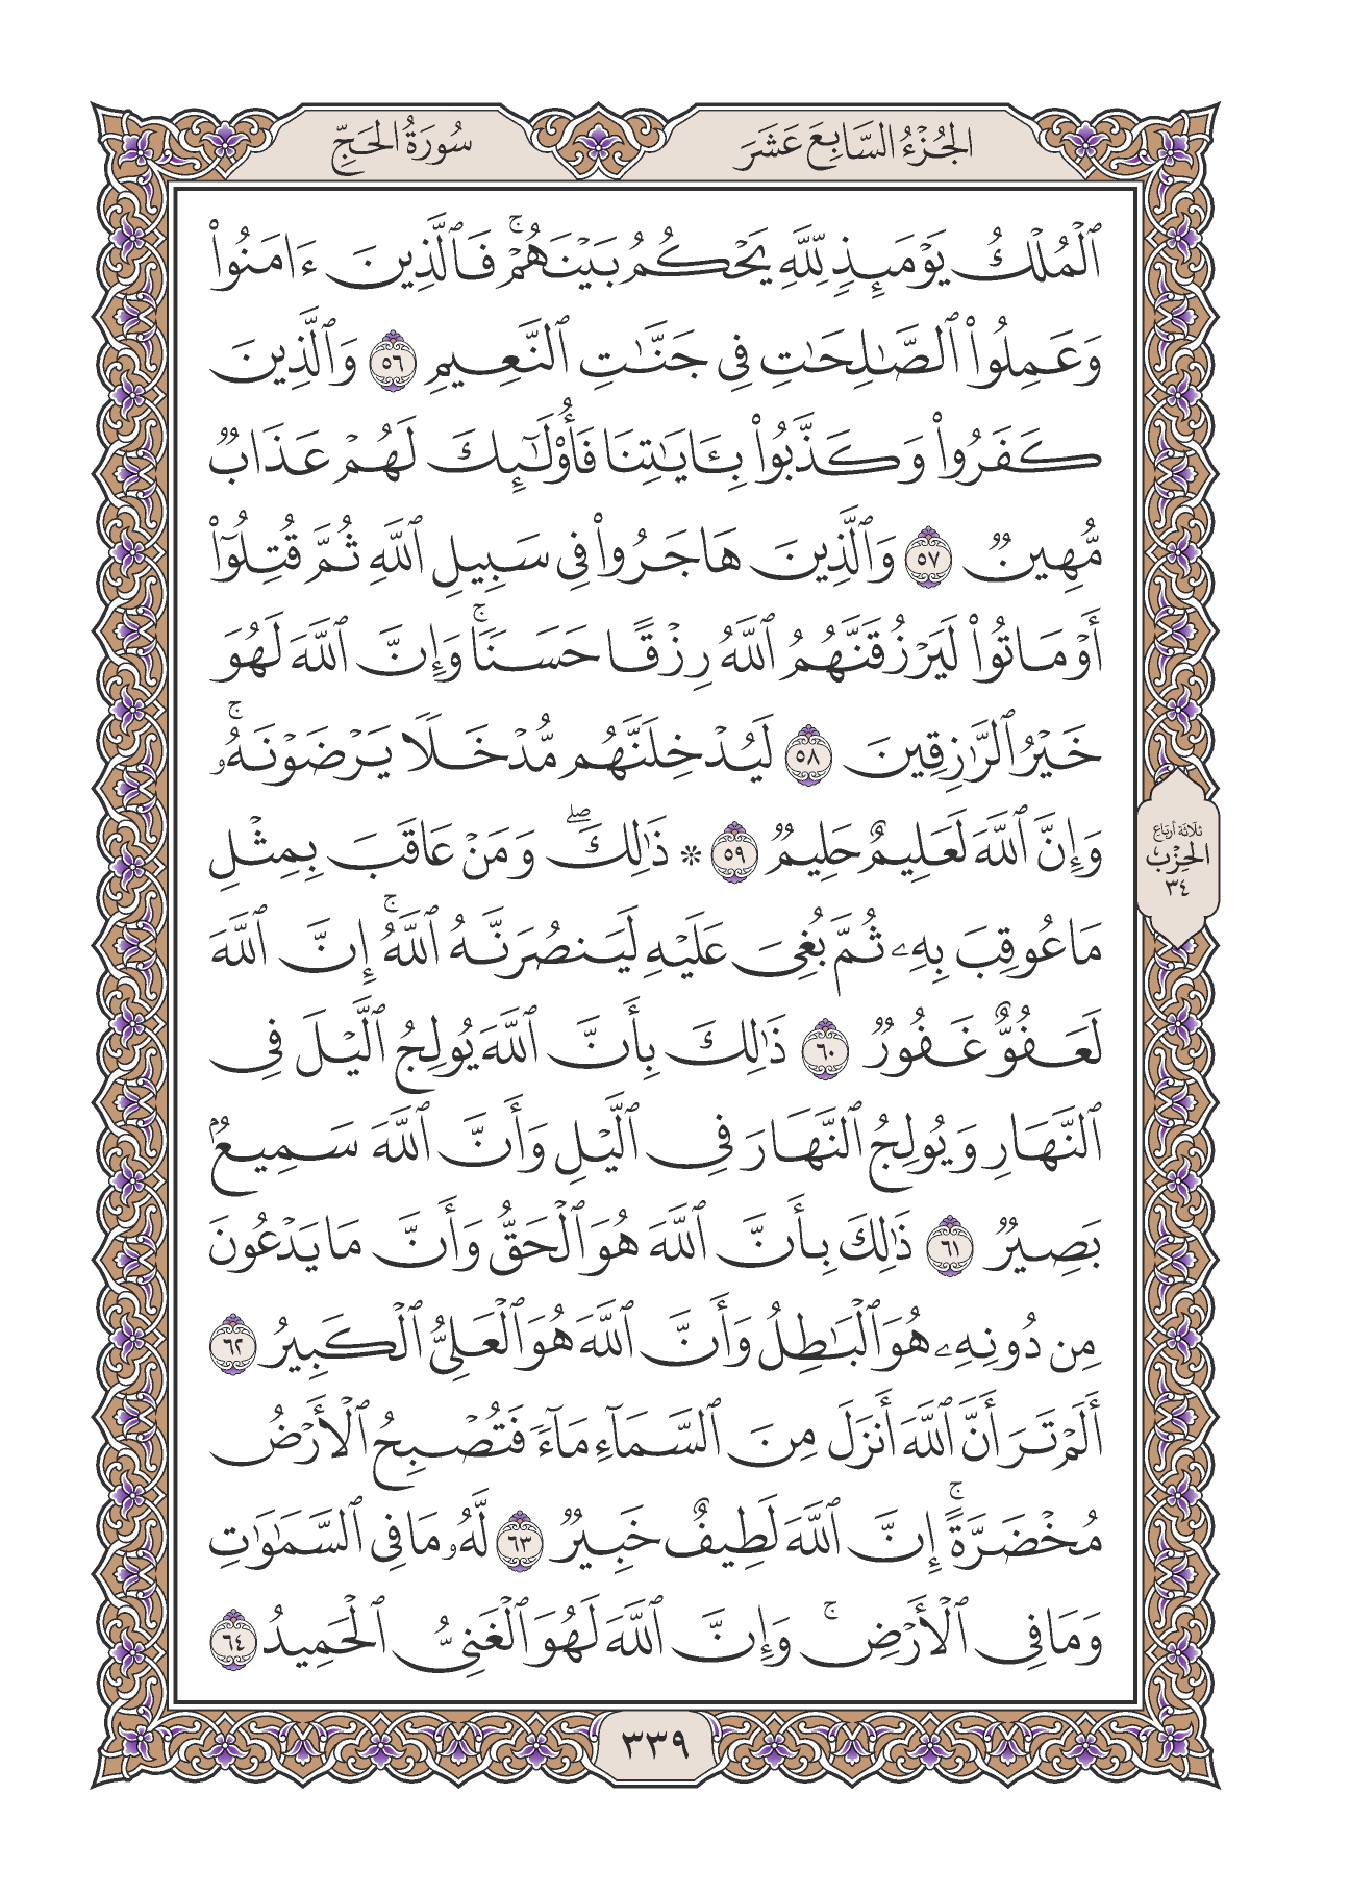 الجُزْءُ السَّابِعَ عَشَرَ
سُورَةُ الحَجِّ
ٱلْمُلْكُ يَوْمَئِذٍ لِّلَّهِ يَحْكُمُ بَيْنَهُمْۚ فَٱلَّذِينَ ءَامَنُوا۟
وَعَمِلُوا۟ ٱلصَّـٰلِحَـٰتِ فِى جَنَّـٰتِ ٱلنَّعِيمِ ٥٦ وَٱلَّذِينَ
كَفَرُوا۟ وَكَذَّبُوا۟ بِـَٔايَـٰتِنَا فَأُو۟لَـٰٓئِكَ لَهُمْ عَذَابٌ
مُّهِينٌ ٥٧ وَٱلَّذِينَ هَاجَرُوا۟ فِى سَبِيلِ ٱللَّهِ ثُمَّ قُتِلُوٓا۟
أَوْ مَاتُوا۟ لَيَرْزُقَنَّهُمُ ٱللَّهُ رِزْقًا حَسَنًاۚ وَإِنَّ ٱللَّهَ لَهُوَ
خَيْرُ ٱلرَّٰزِقِينَ ٥٨ لَيُدْخِلَنَّهُم مُّدْخَلًا يَرْضَوْنَهُۥۚ
وَإِنَّ ٱللَّهَ لَعَلِيمٌ حَلِيمٌ ٥٩ * ذَٰلِكَۖ وَمَنْ عَاقَبَ بِمِثْلِ
مَا عُوقِبَ بِهِۦ ثُمَّ بُغِىَ عَلَيْهِ لَيَنصُرَنَّهُ ٱللَّهُۚ إِنَّ ٱللَّهَ
لَعَفُوٌّ غَفُورٌ ٦٠ ذَٰلِكَ بِأَنَّ ٱللَّهَ يُولِجُ ٱلَّيْلَ فِى
ٱلنَّهَارِ وَيُولِجُ ٱلنَّهَارَ فِى ٱلَّيْلِ وَأَنَّ ٱللَّهَ سَمِيعٌۢ
بَصِيرٌ ٦١ ذَٰلِكَ بِأَنَّ ٱللَّهَ هُوَ ٱلْحَقُّ وَأَنَّ مَا يَدْعُونَ
مِن دُونِهِۦ هُوَ ٱلْبَـٰطِلُ وَأَنَّ ٱللَّهَ هُوَ ٱلْعَلِىُّ ٱلْكَبِيرُ ٦٢
أَلَمْ تَرَ أَنَّ ٱللَّهَ أَنزَلَ مِنَ ٱلسَّمَآءِ مَآءً فَتُصْبِحُ ٱلْأَرْضُ
مُخْضَرَّةًۚ إِنَّ ٱللَّهَ لَطِيفٌ خَبِيرٌ ٦٣ لَّهُۥ مَا فِى ٱلسَّمَـٰوَٰتِ
وَمَا فِى ٱلْأَرْضِۚ وَإِنَّ ٱللَّهَ لَهُوَ ٱلْغَنِىُّ ٱلْحَمِيدُ ٦٤
ثلاثة أرباع
الحِزْب
٣٤
٣٣٩